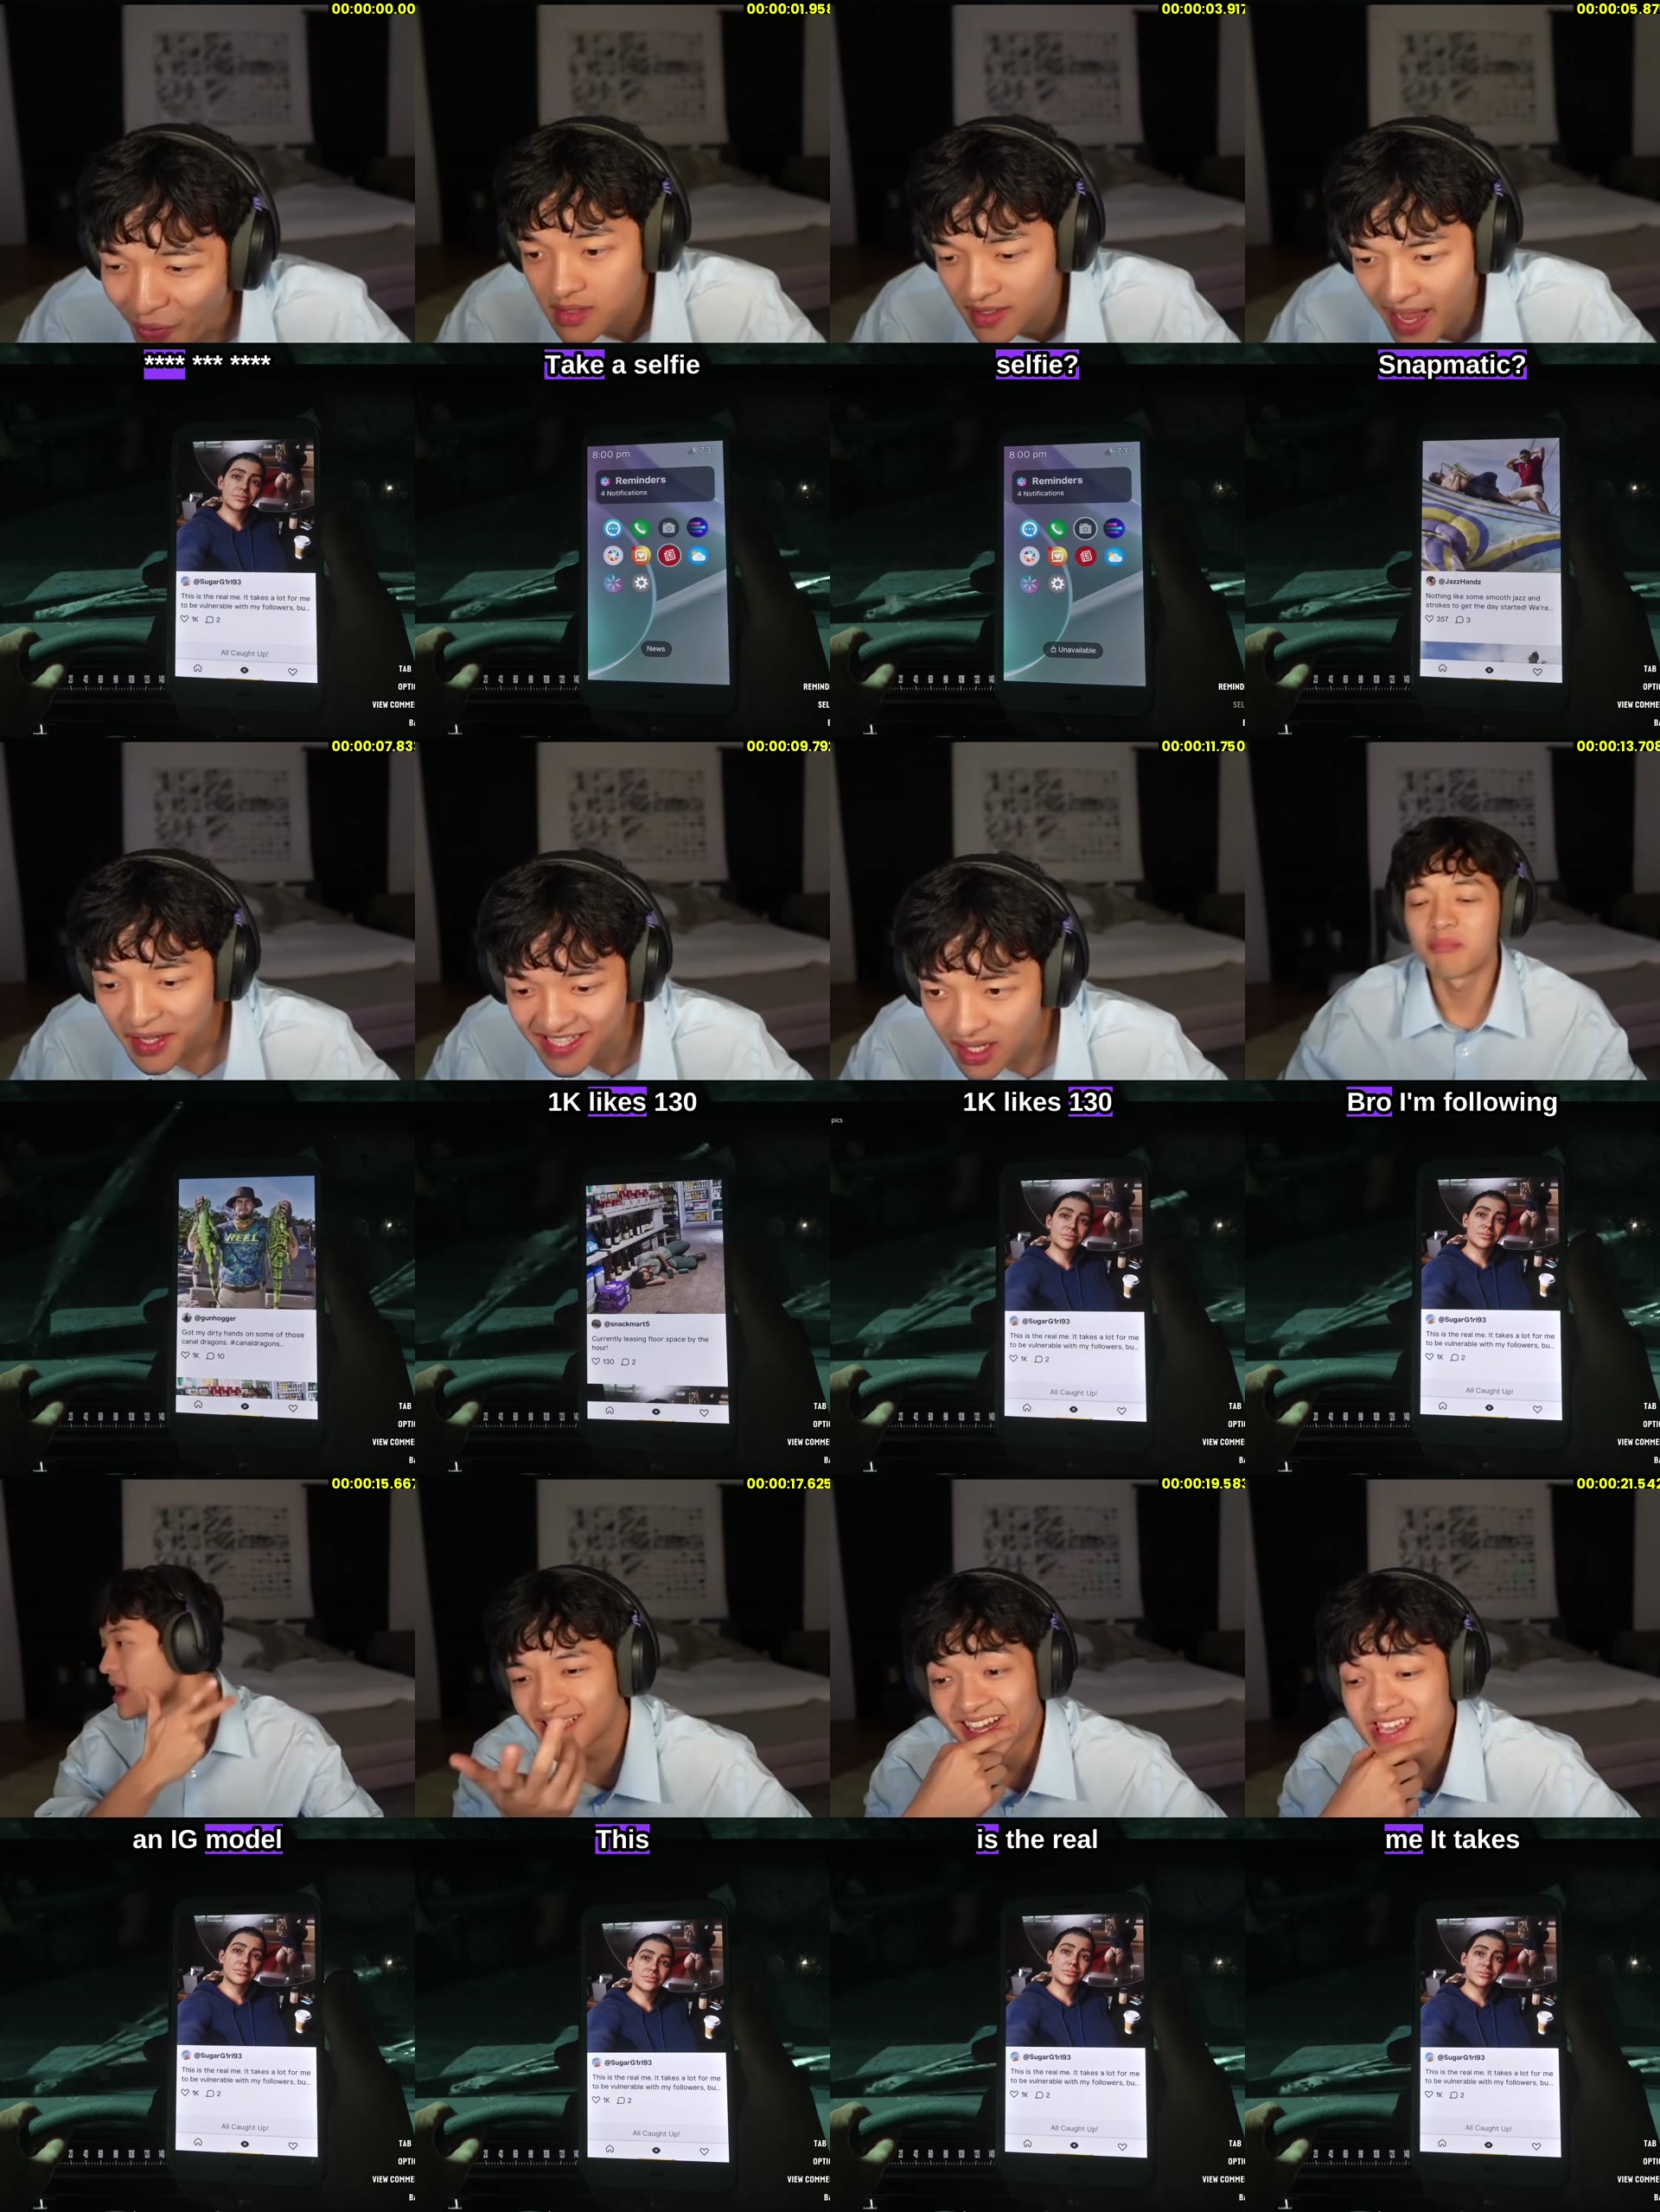 00:00:00.00
00:00:01.958
00:00:03.917
00:00:05.87
**** *** ****
Take a selfie
selfie?
Snapmatic?
@SugarG1rl93
This is the real me. It takes a lot for me
to be vulnerable with my followers, bu...
1K 2
All Caught Up!
TAB
OPTI
VIEW COMME
8:00 pm 73°
Reminders
4 Notifications
News
REMIND
SEL
8:00 pm 73°
Reminders
4 Notifications
Unavailable
REMIND
SEL
@JazzHandz
Nothing like some smooth jazz and
strokes to get the day started! We're...
357 3
TAB
OPTI
VIEW COMME
00:00:07.83
00:00:09.79
00:00:11.750
00:00:13.708
1K likes 130
1K likes 130
Bro I'm following
REEL
@gunhogger
Got my dirty hands on some of those
canal dragons. #canaldragons...
1K 10
TAB
OPTI
VIEW COMME
@snackmart5
Currently leasing floor space by the
hour!
130 2
TAB
OPTI
VIEW COMME
pics
@SugarG1rl93
This is the real me. It takes a lot for me
to be vulnerable with my followers, bu...
1K 2
All Caught Up!
TAB
OPTI
VIEW COMME
@SugarG1rl93
This is the real me. It takes a lot for me
to be vulnerable with my followers, bu...
1K 2
All Caught Up!
TAB
OPTI
VIEW COMME
00:00:15.667
00:00:17.625
00:00:19.583
00:00:21.542
an IG model
This
is the real
me It takes
@SugarG1rl93
This is the real me. It takes a lot for me
to be vulnerable with my followers, bu...
1K 2
All Caught Up!
TAB
OPTI
VIEW COMME
@SugarG1rl93
This is the real me. It takes a lot for me
to be vulnerable with my followers, bu...
1K 2
All Caught Up!
TAB
OPTI
VIEW COMME
@SugarG1rl93
This is the real me. It takes a lot for me
to be vulnerable with my followers, bu...
1K 2
All Caught Up!
TAB
OPTI
VIEW COMME
@SugarG1rl93
This is the real me. It takes a lot for me
to be vulnerable with my followers, bu...
1K 2
All Caught Up!
TAB
OPTI
VIEW COMME